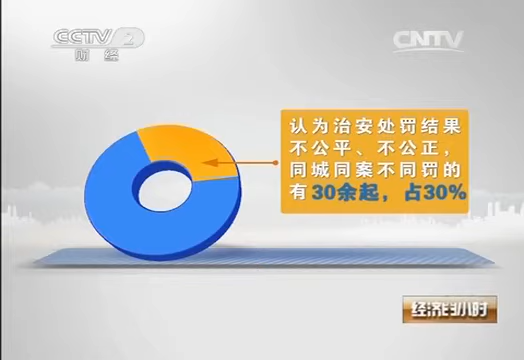 CCTV 2
财经
CNTV
认为治安处罚结果
不公平、不公正，
同城同案不同罚的
有30余起，占30%
经济半小时